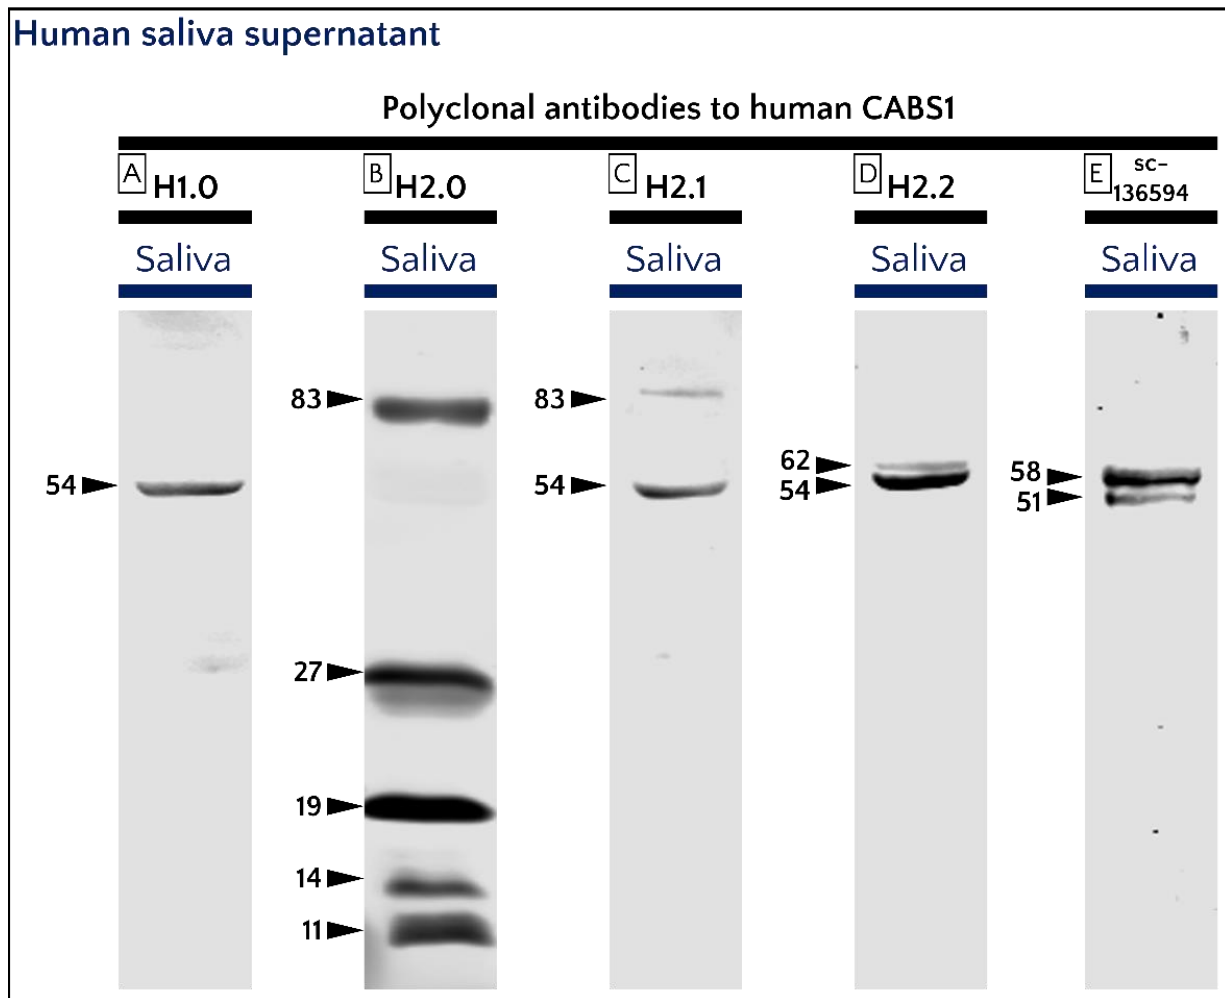 Human saliva supernatant
Polyclonal antibodies to human CABS1
A H1.0
B H2.0
C H2.1
D H2.2
E sc-
136594
Saliva Saliva Saliva Saliva Saliva
54
83
27
19
14
11
83
54
62
54
58
51